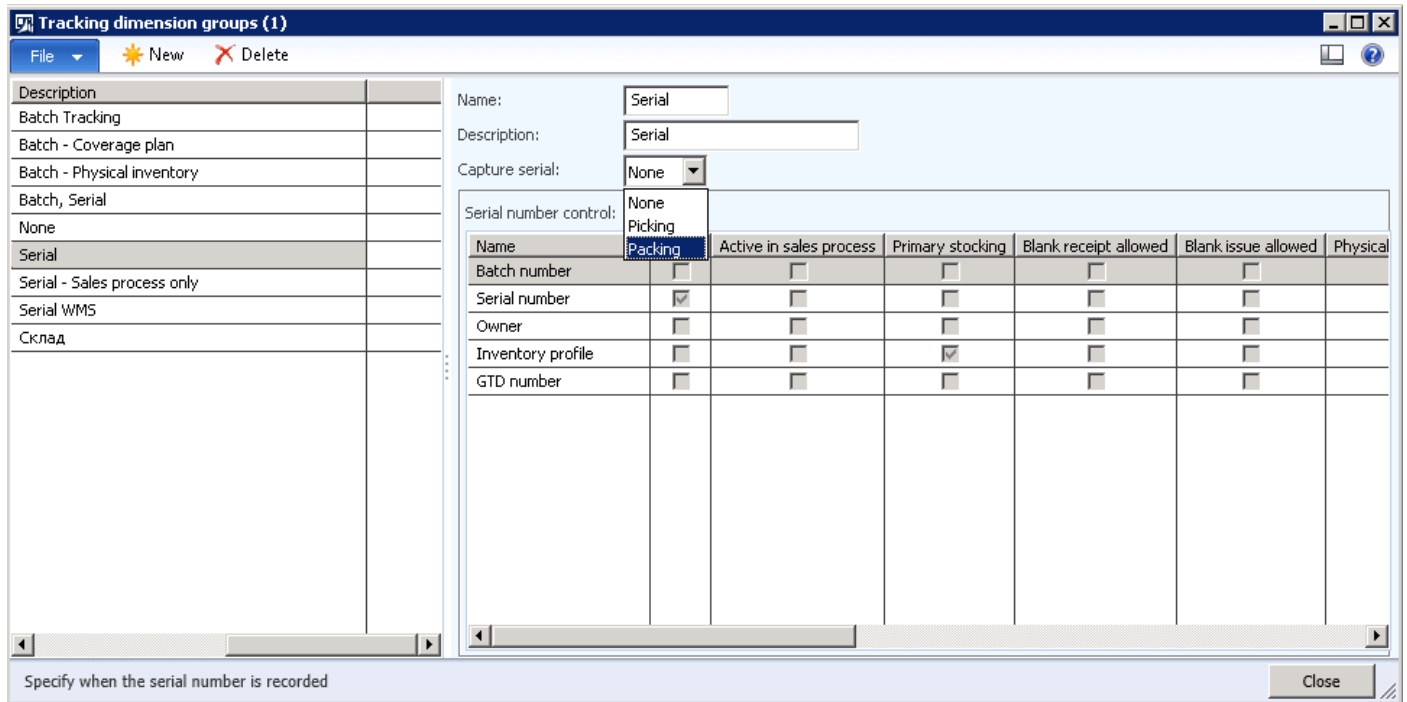 Tracking dimension groups (1)
File New Delete
Description
Batch Tracking
Batch - Coverage plan
Batch - Physical inventory
Batch, Serial
None
Serial
Serial - Sales process only
Serial WMS
Склад
Name: Serial
Description: Serial
Capture serial: None
None
Picking
Packing
Serial number control:
Name Active in sales process Primary stocking Blank receipt allowed Blank issue allowed Physical
Batch number
Serial number
Owner
Inventory profile
GTD number
Specify when the serial number is recorded
Close